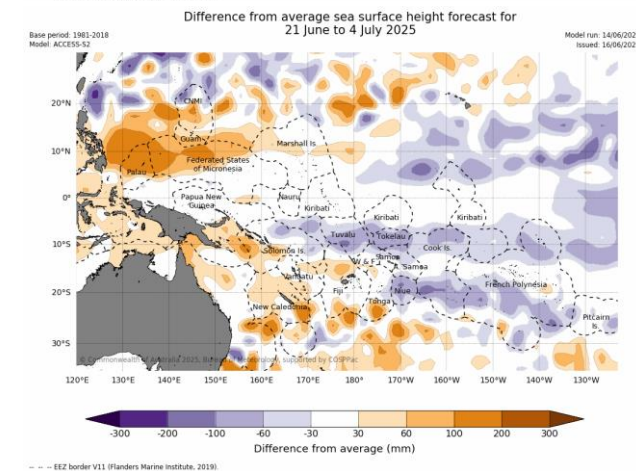 Difference from average sea surface height forecast for
21 June to 4 July 2025
Base period: 1981-2018
Model: ACCESS-S2
Model run: 14/06/202
Issued: 16/06/202
20°N
10°N
0°
10°S
20°S
30°S
CNMI
Guam
Marshall Is.
Palau
Federated States
of Micronesia
Papua New
Guinea
Nauru
Kiribati
Kiribati
Kiribati
Tuvalu
Tokelau
Solomon Is.
Cook Is.
W & F
Samoa
A. Samoa
Vanuatu
Fiji
Niue
French Polynesia
Tonga
New Caledonia
Pitcairn
Is.
© Commonwealth of Australia 2025, Bureau of Meteorology, supported by COSPPac
120°E 130°E 140°E 150°E 160°E 170°E 180° 170°W 160°W 150°W 140°W 130°W
-300 -200 -100 -60 -30 30 60 100 200 300
Difference from average (mm)
— — — EEZ border V11 (Flanders Marine Institute, 2019).